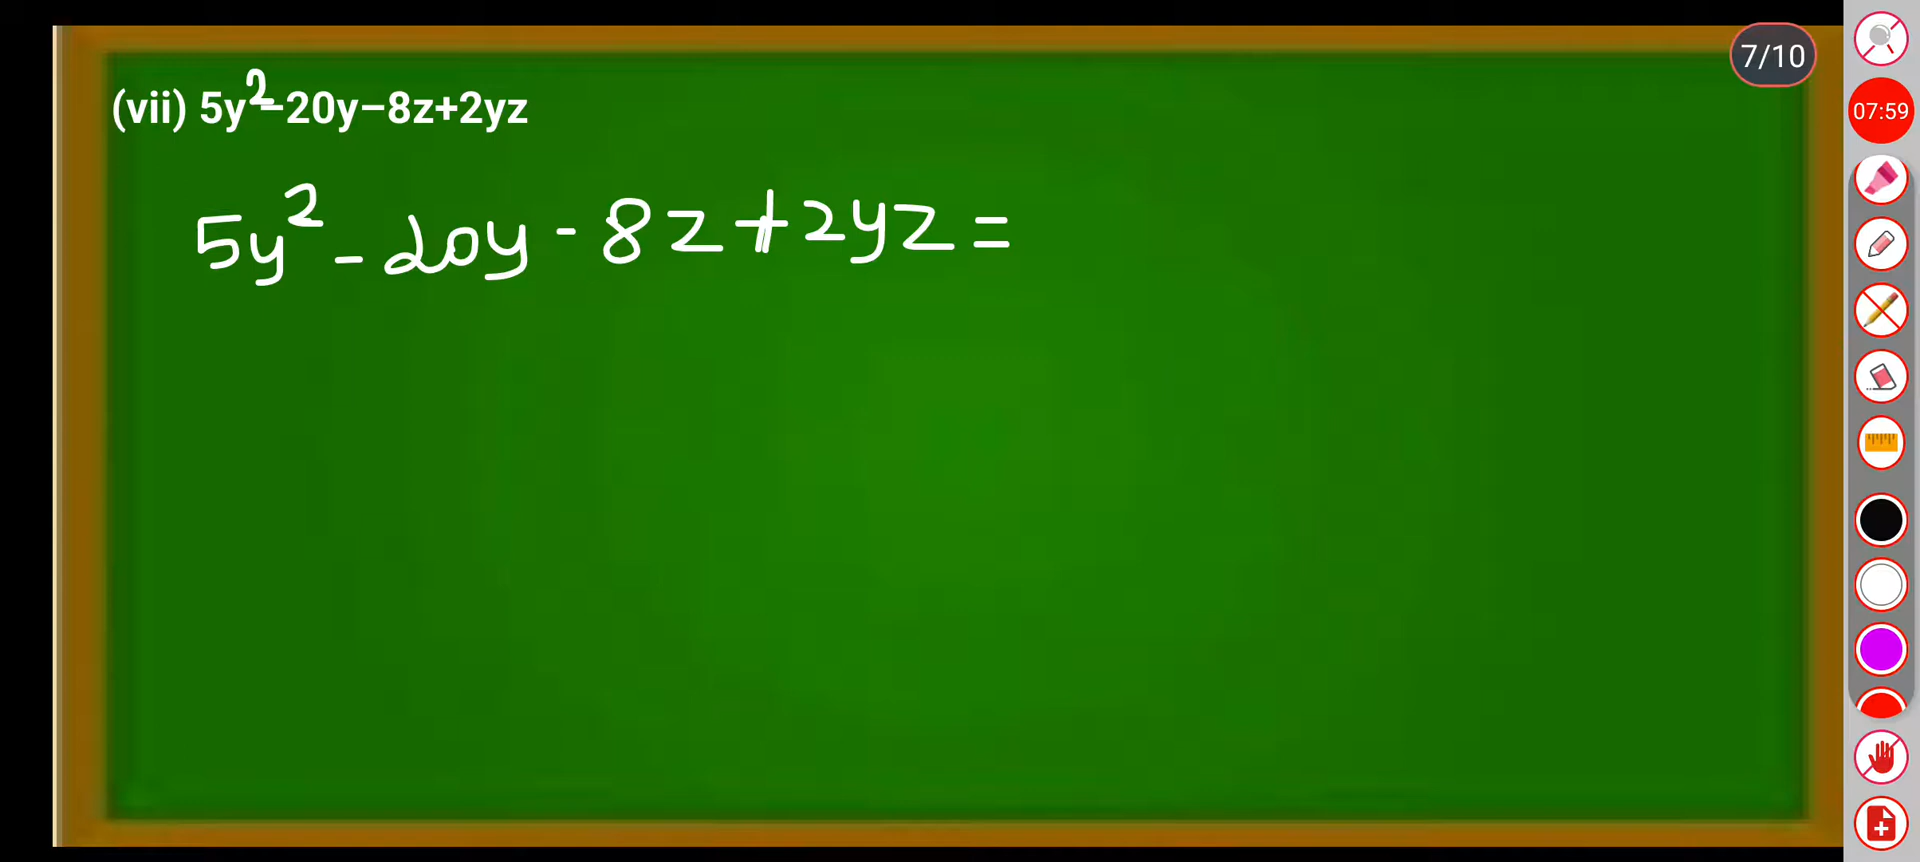 7/10
(vii) 5y²-20y−8z+2yz
07:59
5y² - 20y - 8z + 2yz =